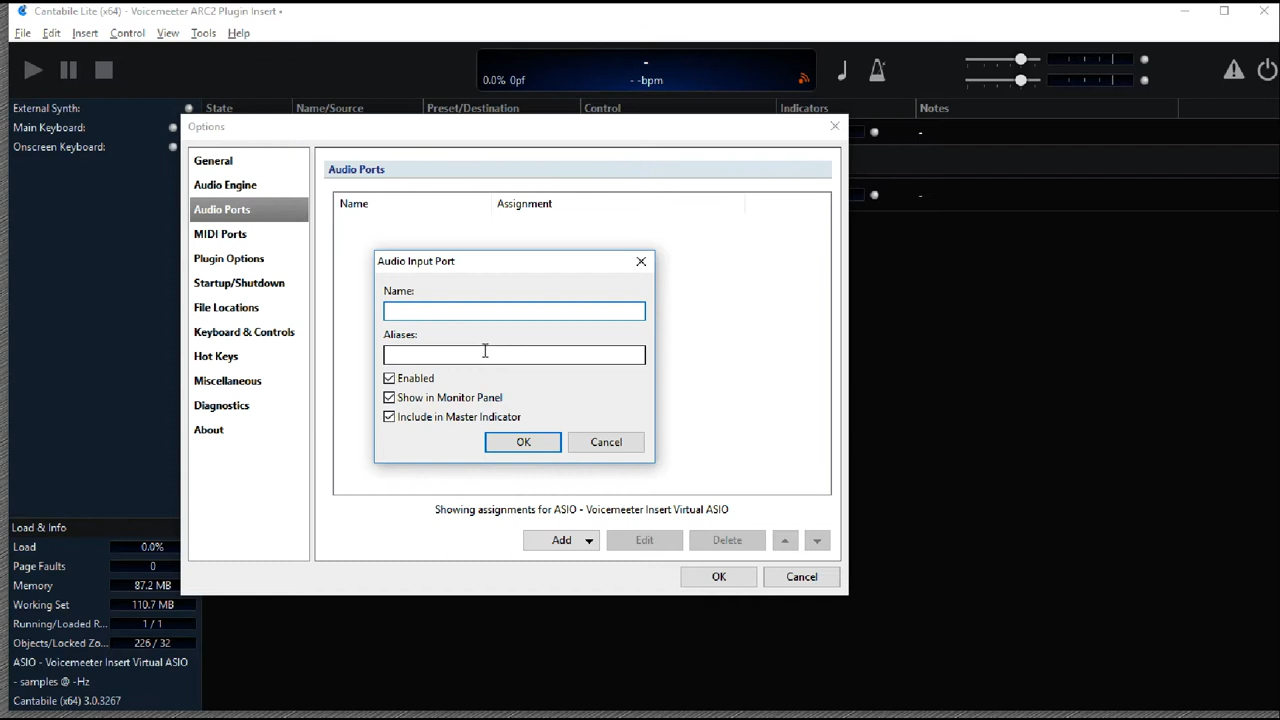 Cantabile Lite (x64) - Voicemeeter ARC2 Plugin Insert •
File Edit Insert Control View Tools Help
-
0.0% 0pf - -bpm
External Synth: State Name/Source Preset/Destination Control Indicators Notes
Main Keyboard: -
Onscreen Keyboard:
-
Options
General
Audio Engine
Audio Ports
MIDI Ports
Plugin Options
Startup/Shutdown
File Locations
Keyboard & Controls
Hot Keys
Miscellaneous
Diagnostics
About
Audio Ports
Name Assignment
Audio Input Port
Name:
Aliases:
Enabled
Show in Monitor Panel
Include in Master Indicator
OK Cancel
Showing assignments for ASIO - Voicemeeter Insert Virtual ASIO
Add Edit Delete
OK Cancel
Load & Info
Load 0.0%
Page Faults 0
Memory 87.2 MB
Working Set 110.7 MB
Running/Loaded R... 1 / 1
Objects/Locked Zo... 226 / 32
ASIO - Voicemeeter Insert Virtual ASIO
- samples @ -Hz
Cantabile (x64) 3.0.3267